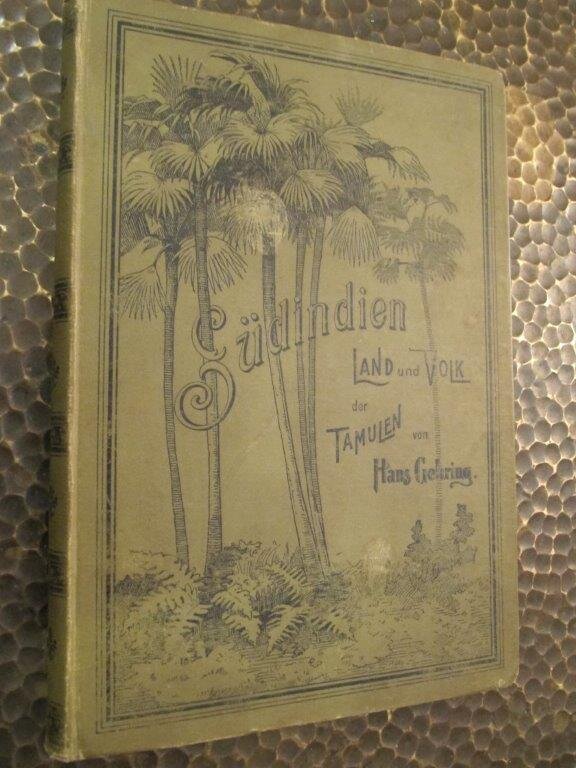 Südindien
LAND und VOLK
der
TAMULEN von
Hans Gehring.